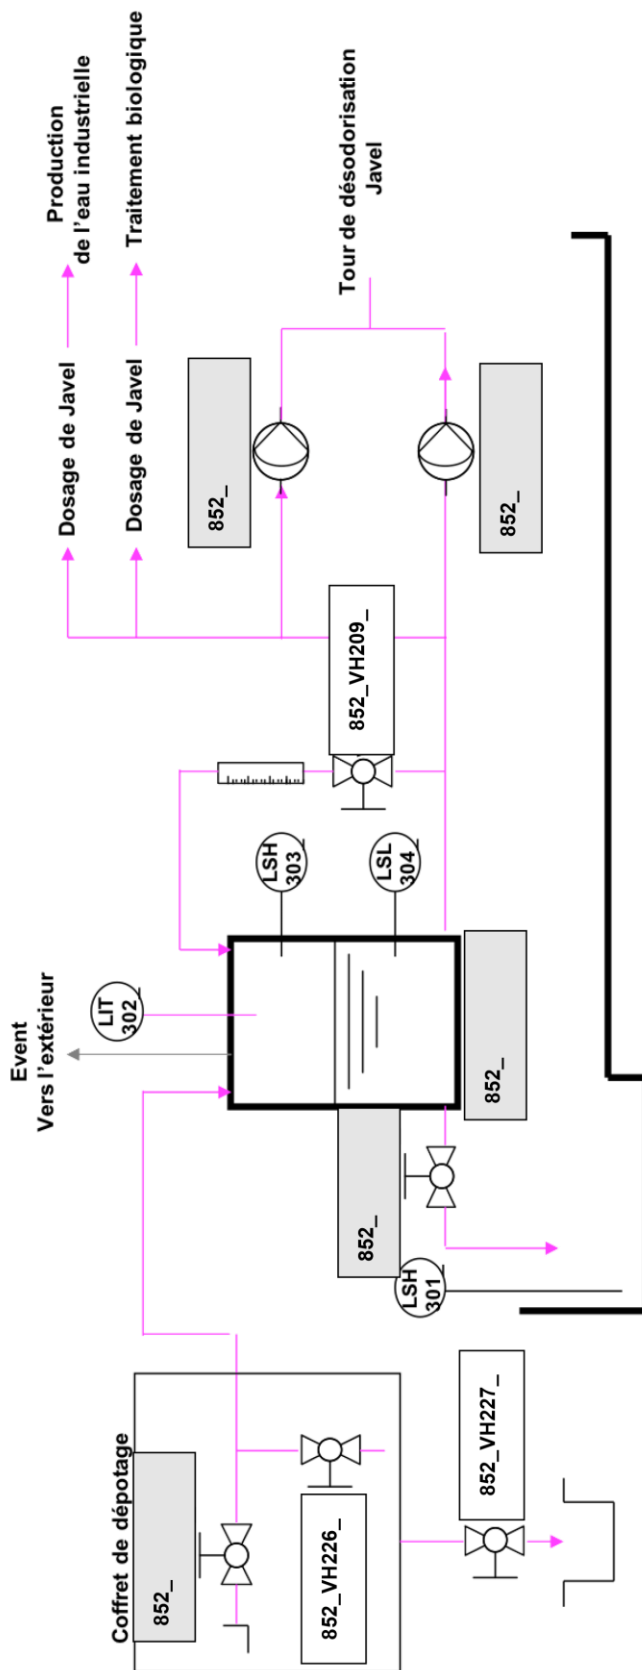 Production
de l'eau industrielle
Traitement biologique
Dosage de Javel
Dosage de Javel
Tour de désodorisation
Javel
852_
852_
852_VH209_
LSH
303
LSL
304
LIT
302
Event
Vers l'extérieur
852_
852_
LSH
301
Coffret de dépotage
852_
852_VH226_
852_VH227_